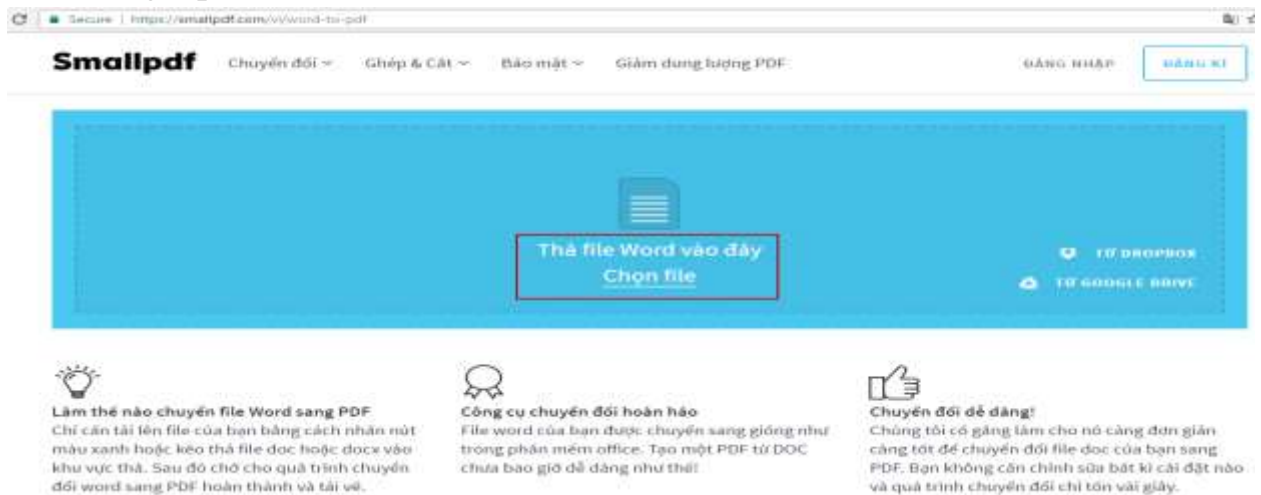 Secure | https://smallpdf.com/vi/word-to-pdf
Smallpdf Chuyển đổi Ghép & Cắt Bảo mật Giảm dung lượng PDF ĐĂNG NHẬP ĐĂNG KÍ
Thả file Word vào đây
Chọn file
TỪ DROPBOX
TỪ GOOGLE DRIVE
Làm thế nào chuyển file Word sang PDF
Chỉ cần tải lên file của bạn bằng cách nhấn nút
màu xanh hoặc kéo thả file doc hoặc docx vào
khu vực thả. Sau đó chờ cho quá trình chuyển
đổi word sang PDF hoàn thành và tải về.
Công cụ chuyển đổi hoàn hảo
File word của bạn được chuyển sang giống như
trong phần mềm office. Tạo một PDF từ DOC
chưa bao giờ dễ dàng như thế!
Chuyển đổi dễ dàng!
Chúng tôi cố gắng làm cho nó càng đơn giản
càng tốt để chuyển đổi file doc của bạn sang
PDF. Bạn không cần chỉnh sửa bất kì cài đặt nào
và quá trình chuyển đổi chỉ tốn vài giây.